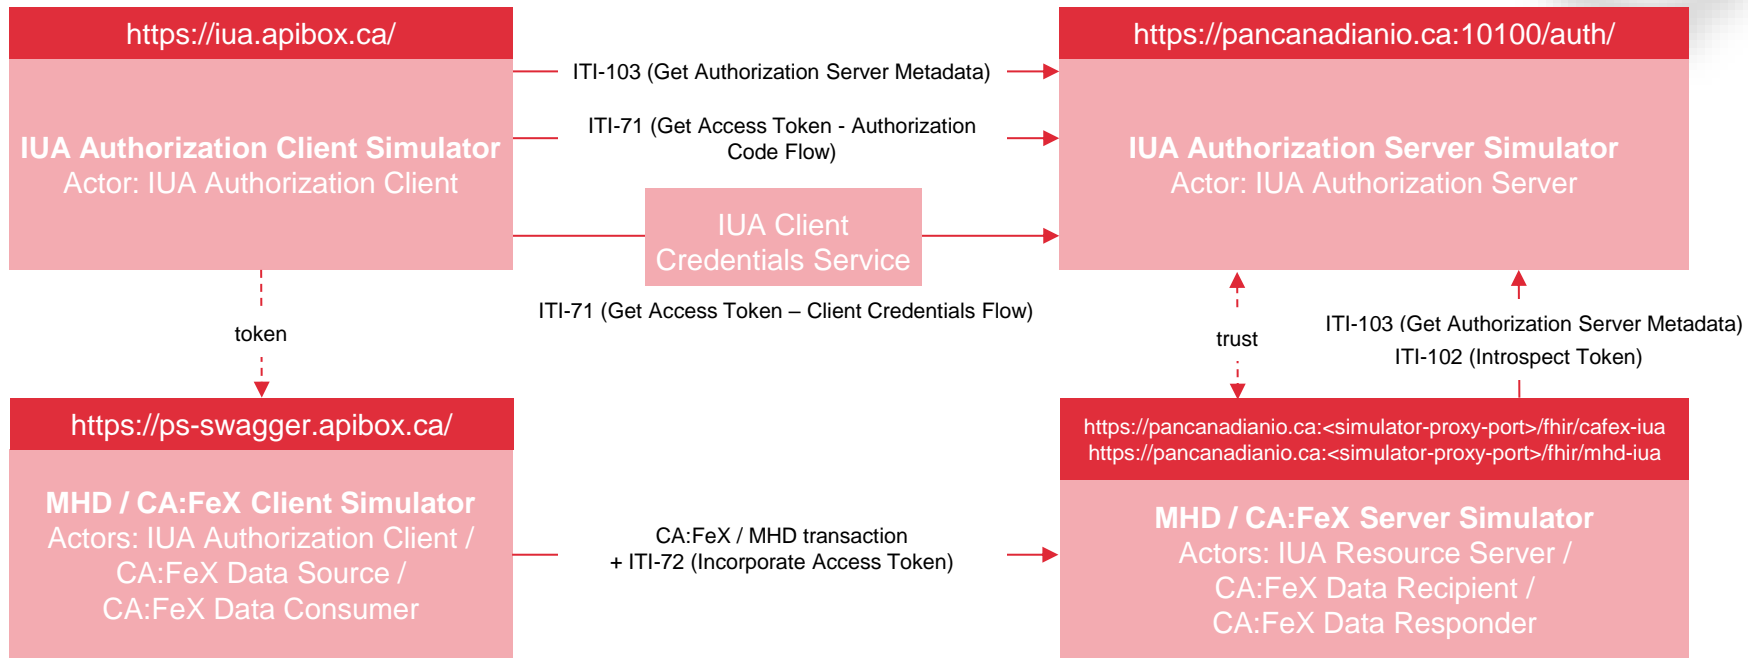 https://iua.apibox.ca/
https://pancanadianio.ca:10100/auth/
IUA Authorization Client Simulator
Actor: IUA Authorization Client
ITI-103 (Get Authorization Server Metadata)
ITI-71 (Get Access Token - Authorization
Code Flow)
IUA Client
Credentials Service
ITI-71 (Get Access Token – Client Credentials Flow)
IUA Authorization Server Simulator
Actor: IUA Authorization Server
token
trust
ITI-103 (Get Authorization Server Metadata)
ITI-102 (Introspect Token)
https://ps-swagger.apibox.ca/
MHD / CA:FeX Client Simulator
Actors: IUA Authorization Client /
CA:FeX Data Source /
CA:FeX Data Consumer
CA:FeX / MHD transaction
+ ITI-72 (Incorporate Access Token)
https://pancanadianio.ca:<simulator-proxy-port>/fhir/cafex-iua
https://pancanadianio.ca:<simulator-proxy-port>/fhir/mhd-iua
MHD / CA:FeX Server Simulator
Actors: IUA Resource Server /
CA:FeX Data Recipient /
CA:FeX Data Responder